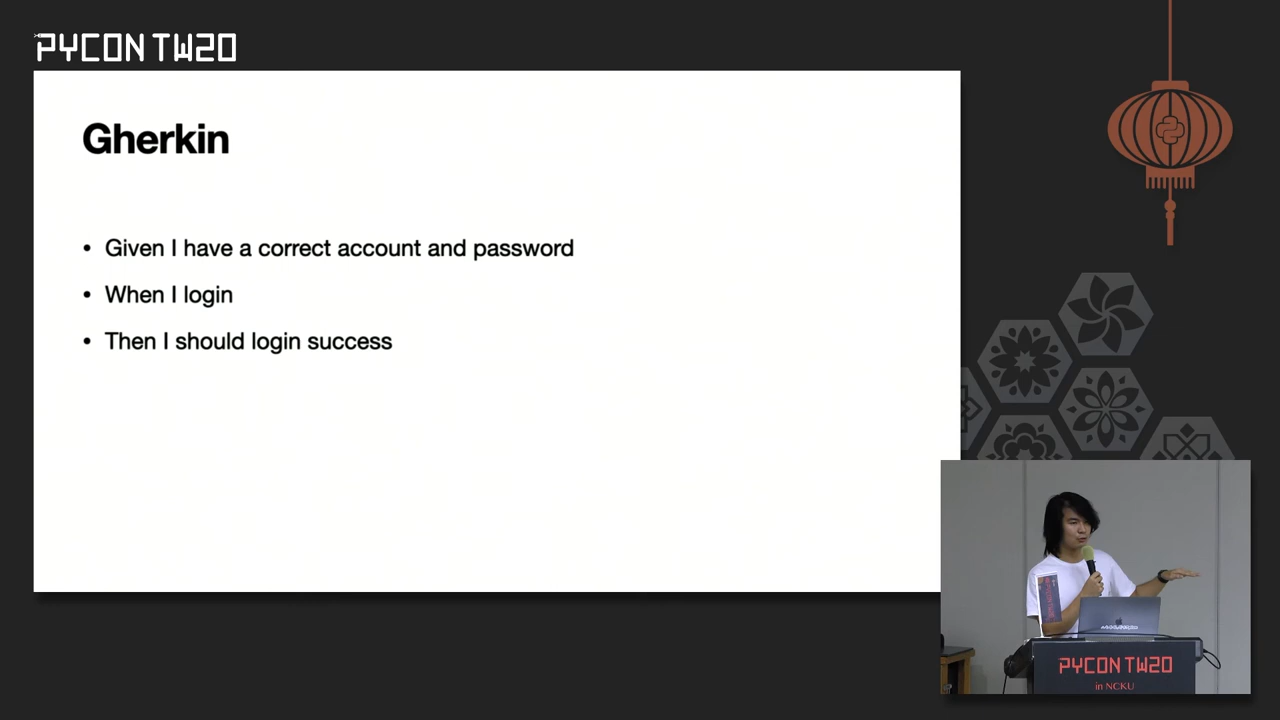 PYCON TW20
Gherkin
• Given I have a correct account and password
• When I login
• Then I should login success
PYCON TW20
in NCKU